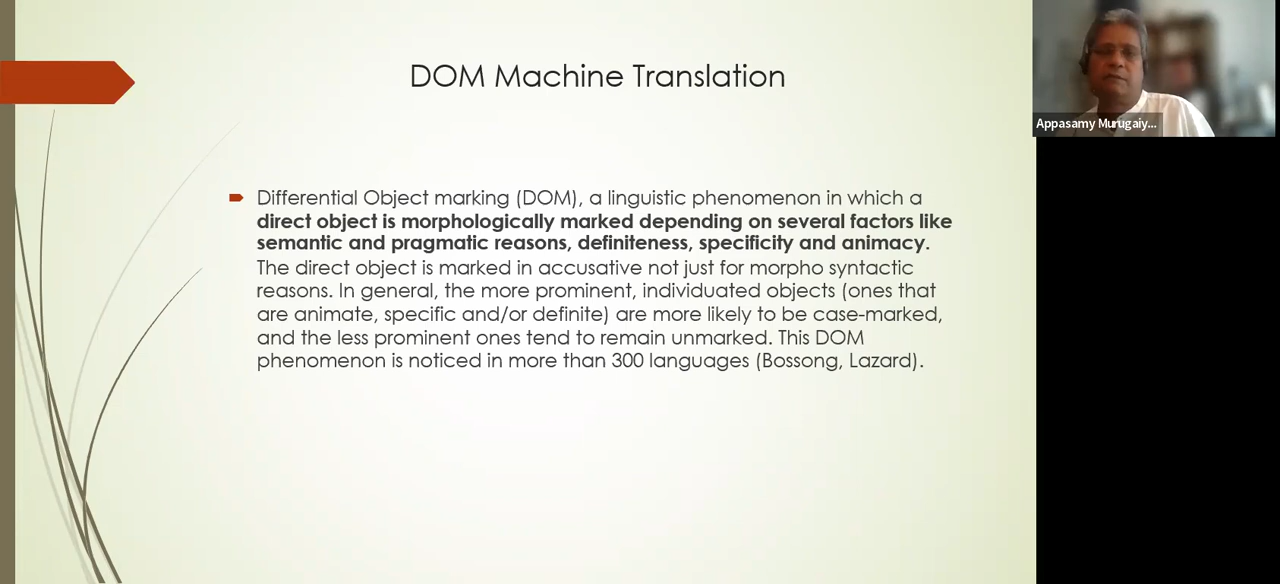 DOM Machine Translation
Differential Object marking (DOM), a linguistic phenomenon in which a
direct object is morphologically marked depending on several factors like
semantic and pragmatic reasons, definiteness, specificity and animacy.
The direct object is marked in accusative not just for morpho syntactic
reasons. In general, the more prominent, individuated objects (ones that
are animate, specific and/or definite) are more likely to be case-marked,
and the less prominent ones tend to remain unmarked. This DOM
phenomenon is noticed in more than 300 languages (Bossong, Lazard).
Appasamy Murugaiy...